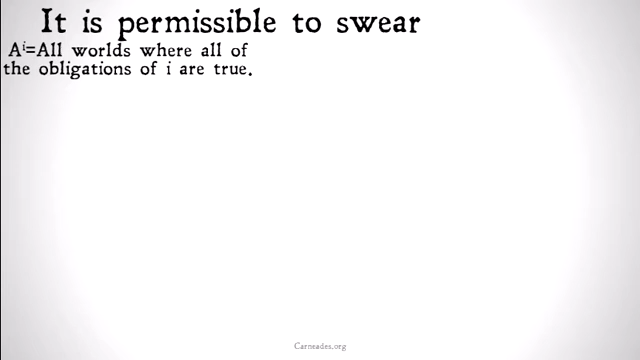 It is permissible to swear
Aⁱ=All worlds where all of
the obligations of i are true.
Carneades.org